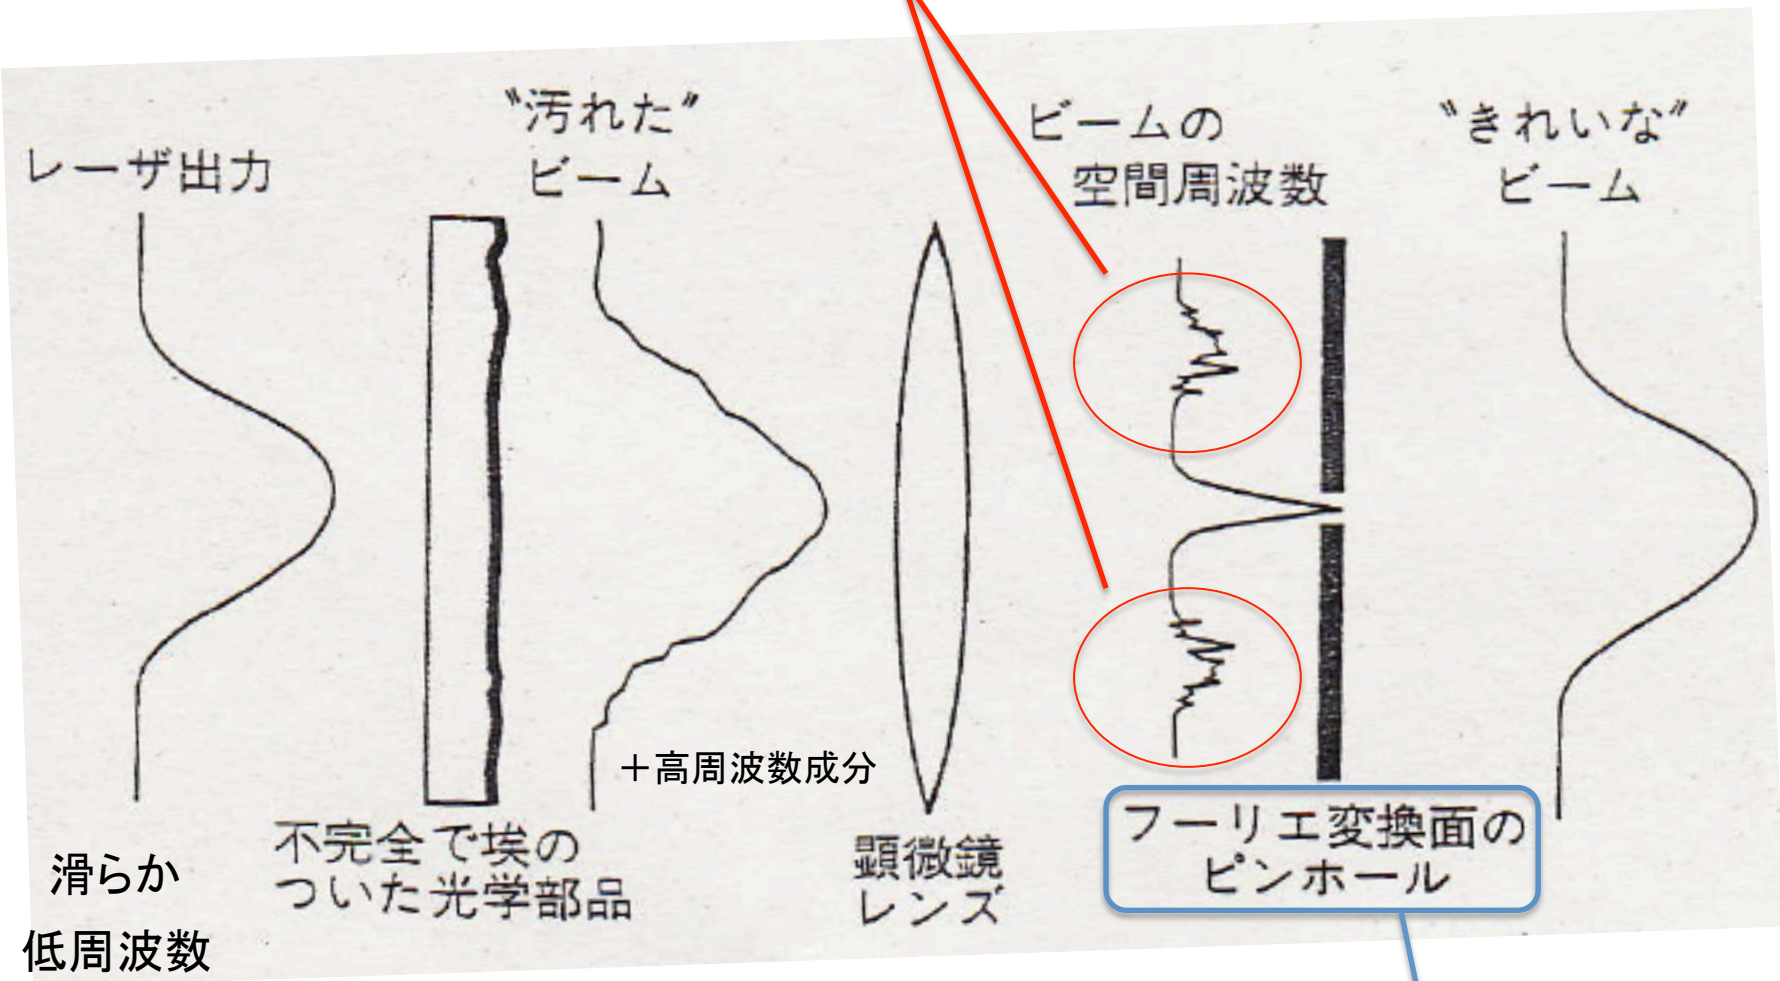 レーザ出力
"汚れた"
ビーム
ビームの
空間周波数
"きれいな"
ビーム
+高周波数成分
不完全で埃の
ついた光学部品
顕微鏡
レンズ
フーリエ変換面の
ピンホール
滑らか
低周波数